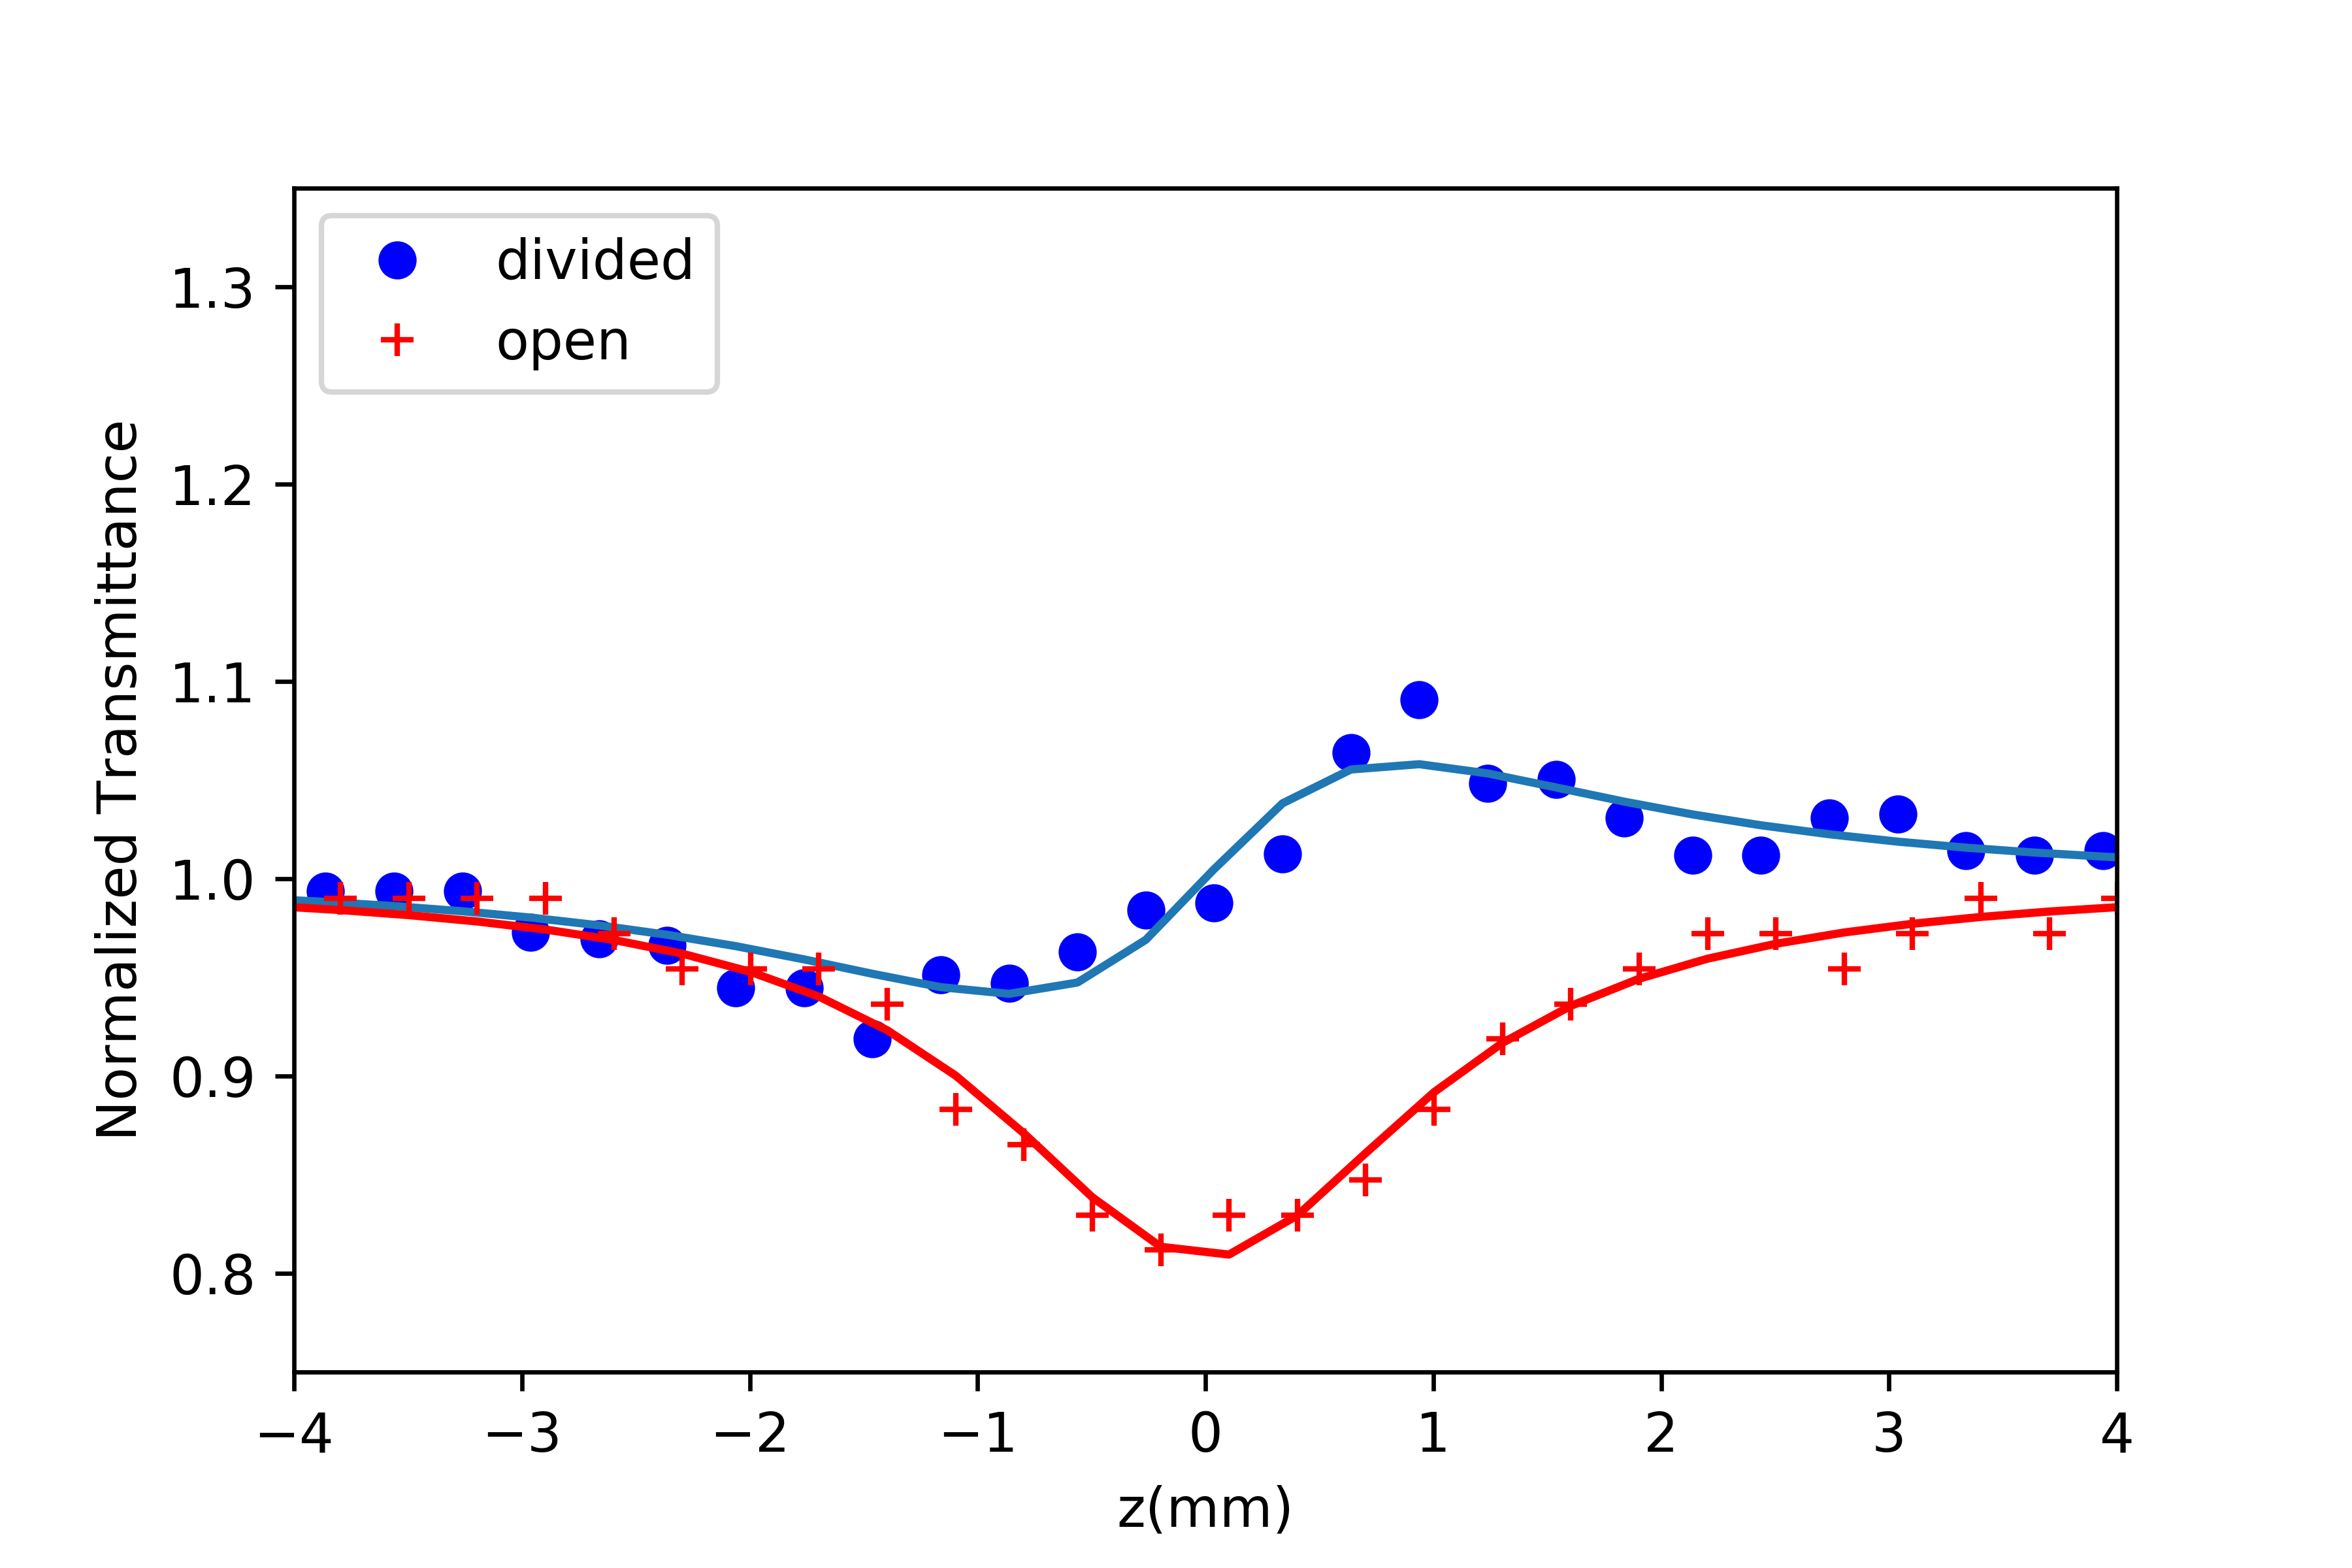 divided
open
Normalized Transmittance
1.3
1.2
1.1
1.0
0.9
0.8
−4 −3 −2 −1 0 1 2 3 4
z(mm)